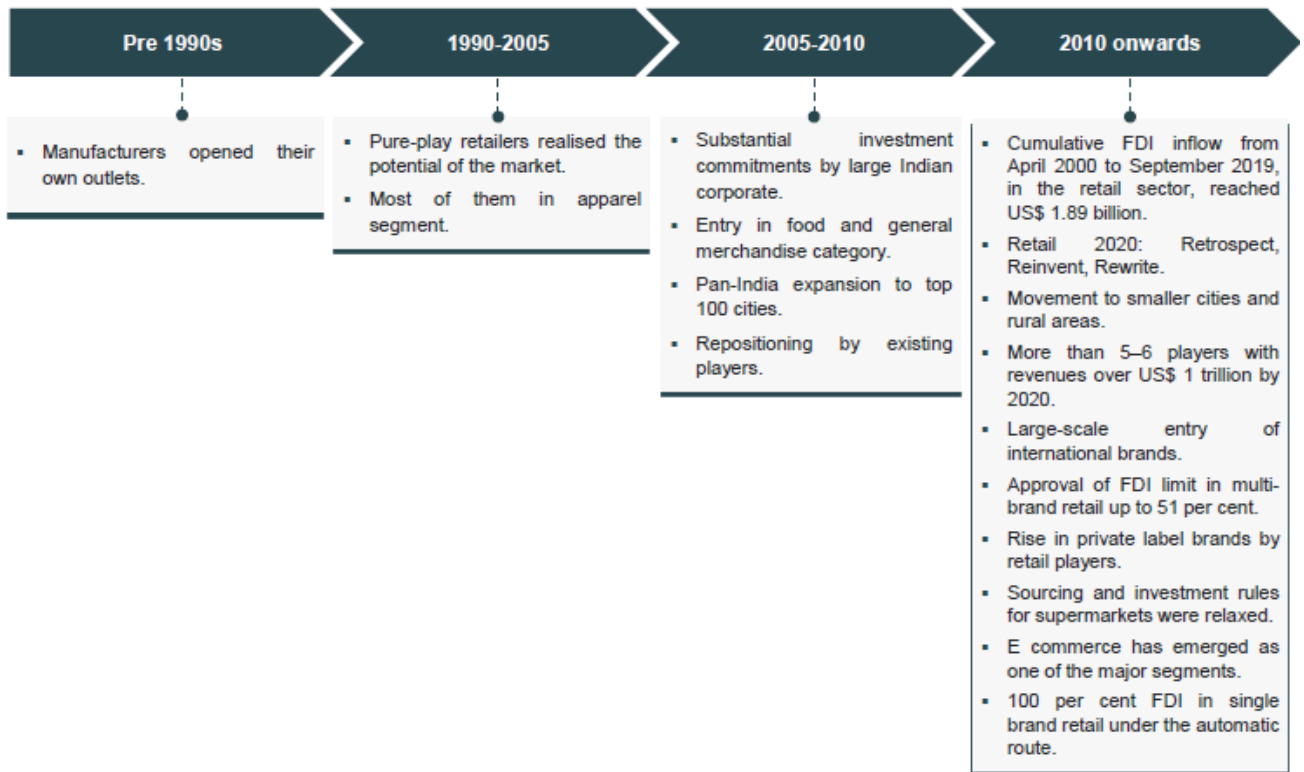 Pre 1990s
1990-2005
2005-2010
2010 onwards
▪ Manufacturers opened their
own outlets.
▪ Pure-play retailers realised the
potential of the market.
▪ Most of them in apparel
segment.
▪ Substantial investment
commitments by large Indian
corporate.
▪ Entry in food and general
merchandise category.
▪ Pan-India expansion to top
100 cities.
▪ Repositioning by existing
players.
▪ Cumulative FDI inflow from
April 2000 to September 2019,
in the retail sector, reached
US$ 1.89 billion.
▪ Retail 2020: Retrospect,
Reinvent, Rewrite.
▪ Movement to smaller cities and
rural areas.
▪ More than 5–6 players with
revenues over US$ 1 trillion by
2020.
▪ Large-scale entry of
international brands.
▪ Approval of FDI limit in multi-
brand retail up to 51 per cent.
▪ Rise in private label brands by
retail players.
▪ Sourcing and investment rules
for supermarkets were relaxed.
▪ E commerce has emerged as
one of the major segments.
▪ 100 per cent FDI in single
brand retail under the automatic
route.